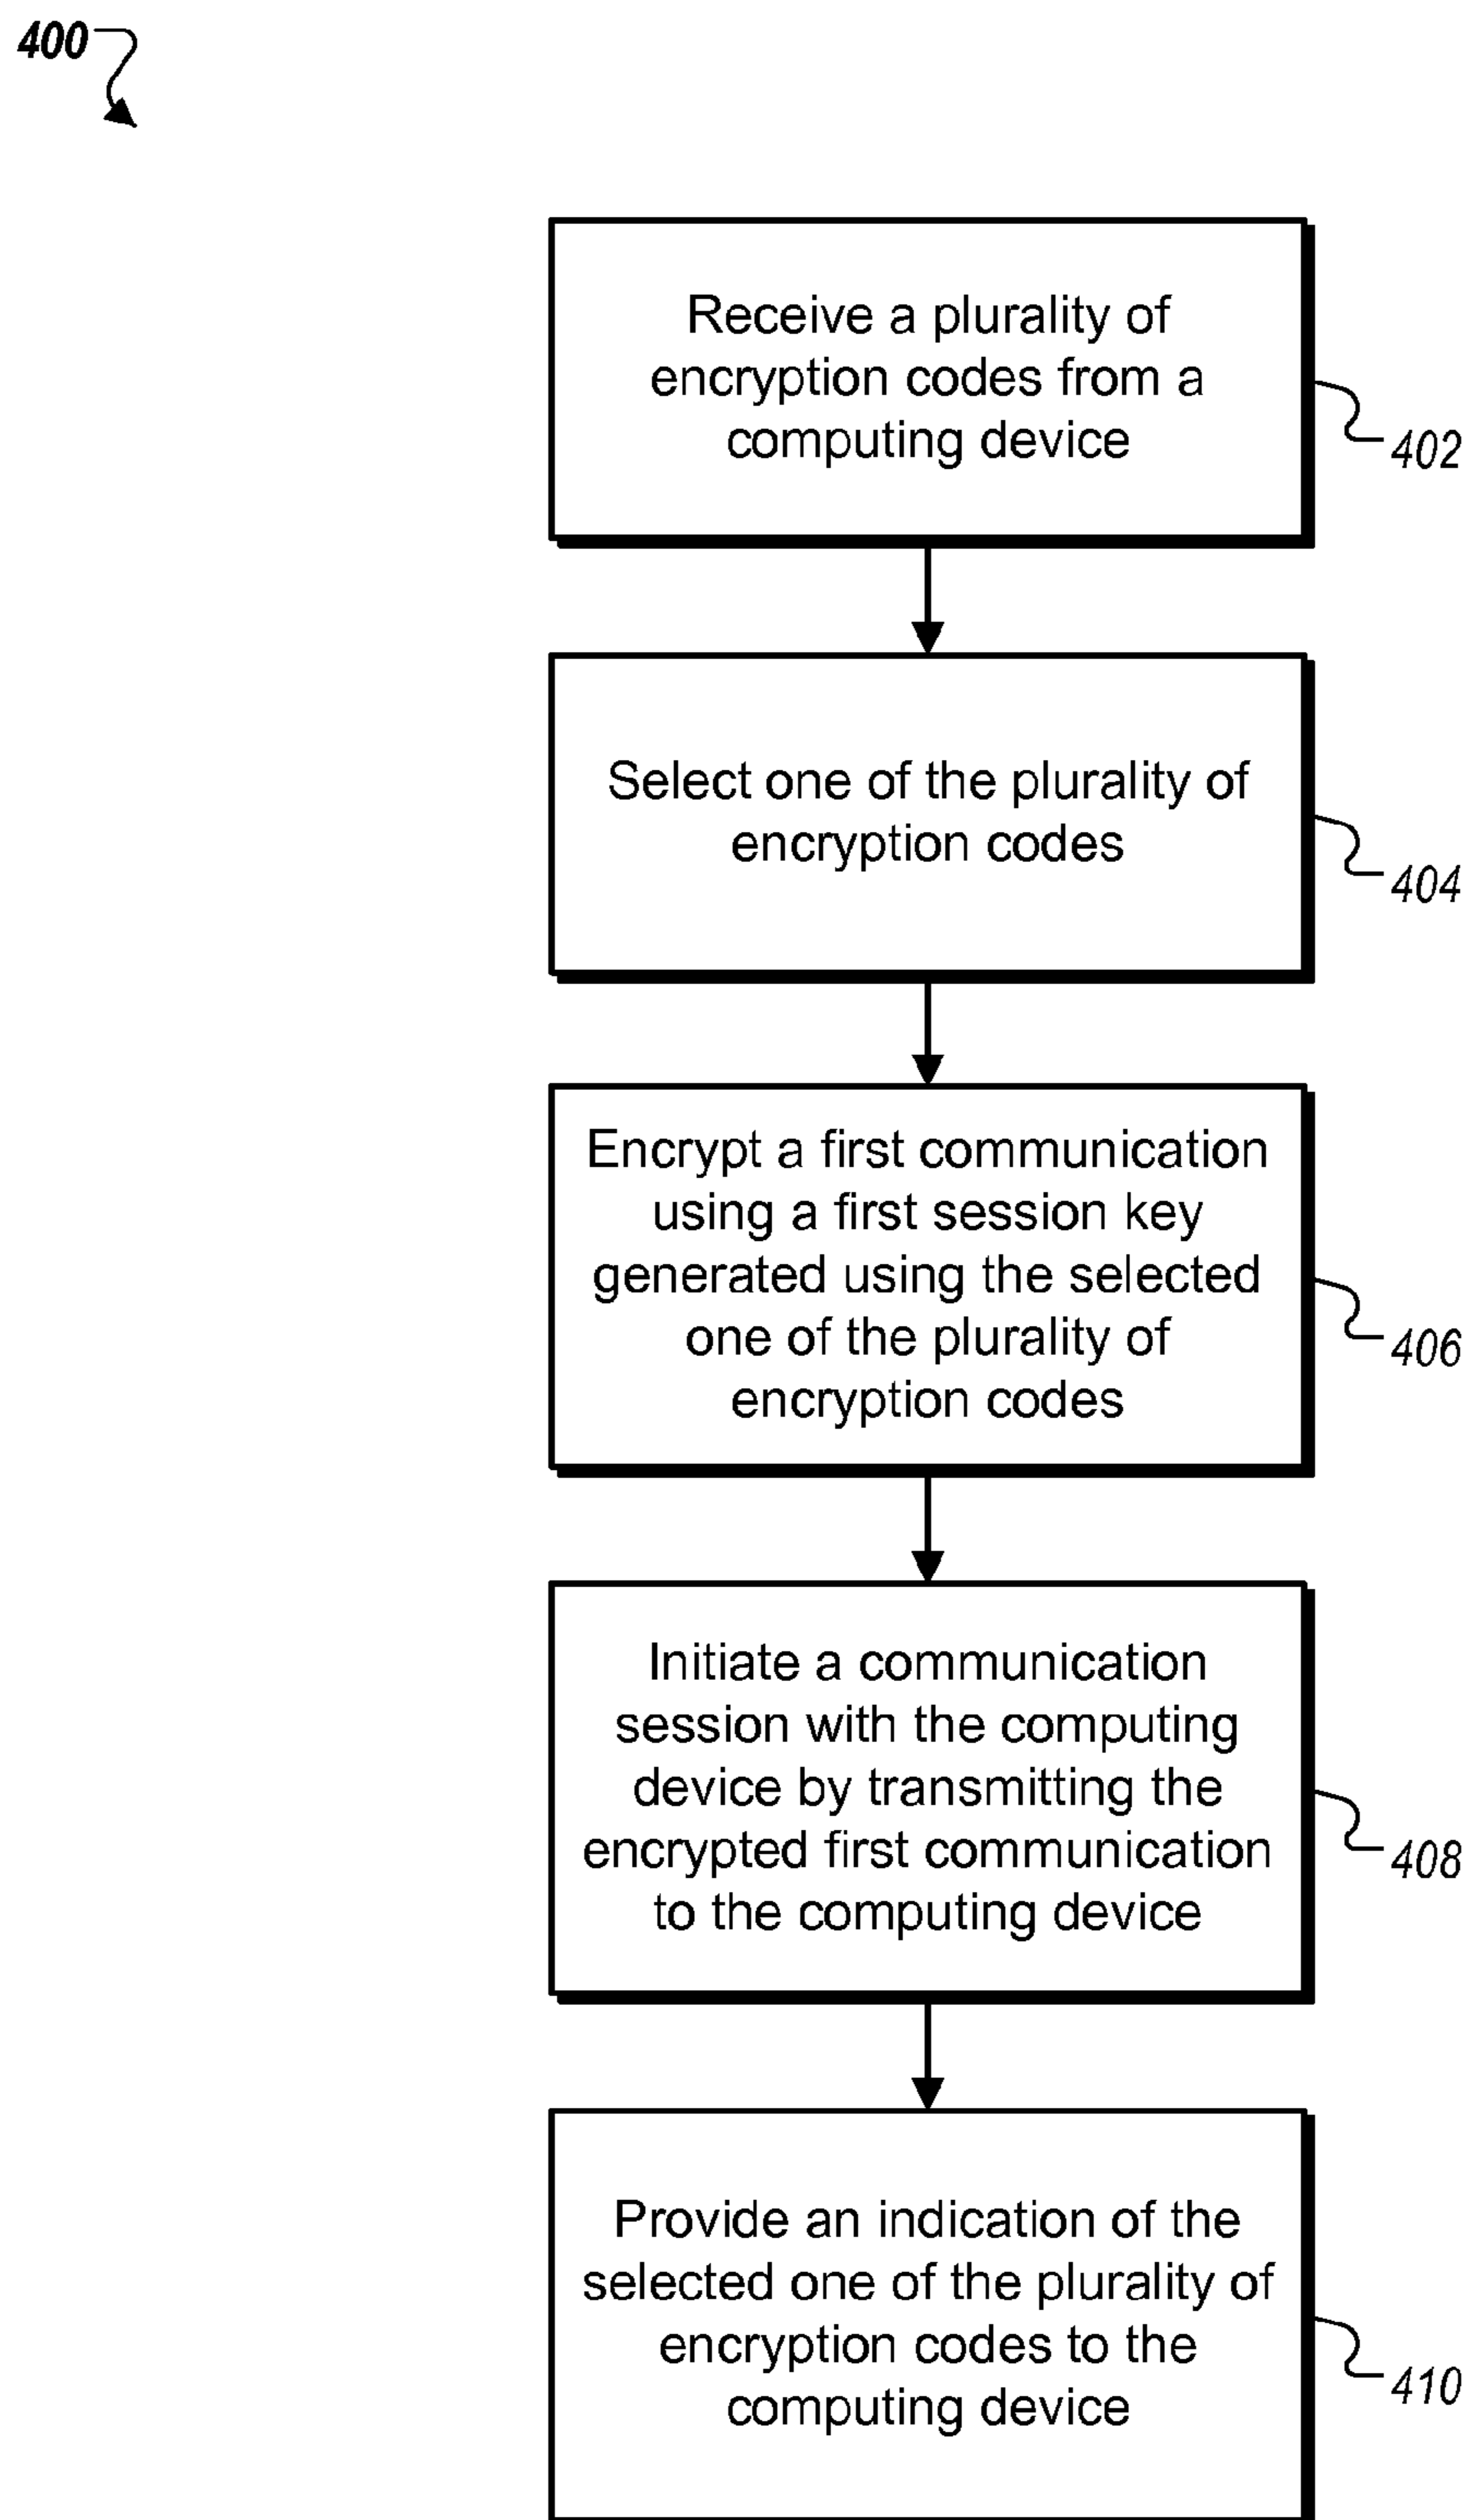 400
Receive a plurality of
encryption codes from a
computing device
402
Select one of the plurality of
encryption codes
404
Encrypt a first communication
using a first session key
generated using the selected
one of the plurality of
encryption codes
406
Initiate a communication
session with the computing
device by transmitting the
encrypted first communication
to the computing device
408
Provide an indication of the
selected one of the plurality of
encryption codes to the
computing device
410